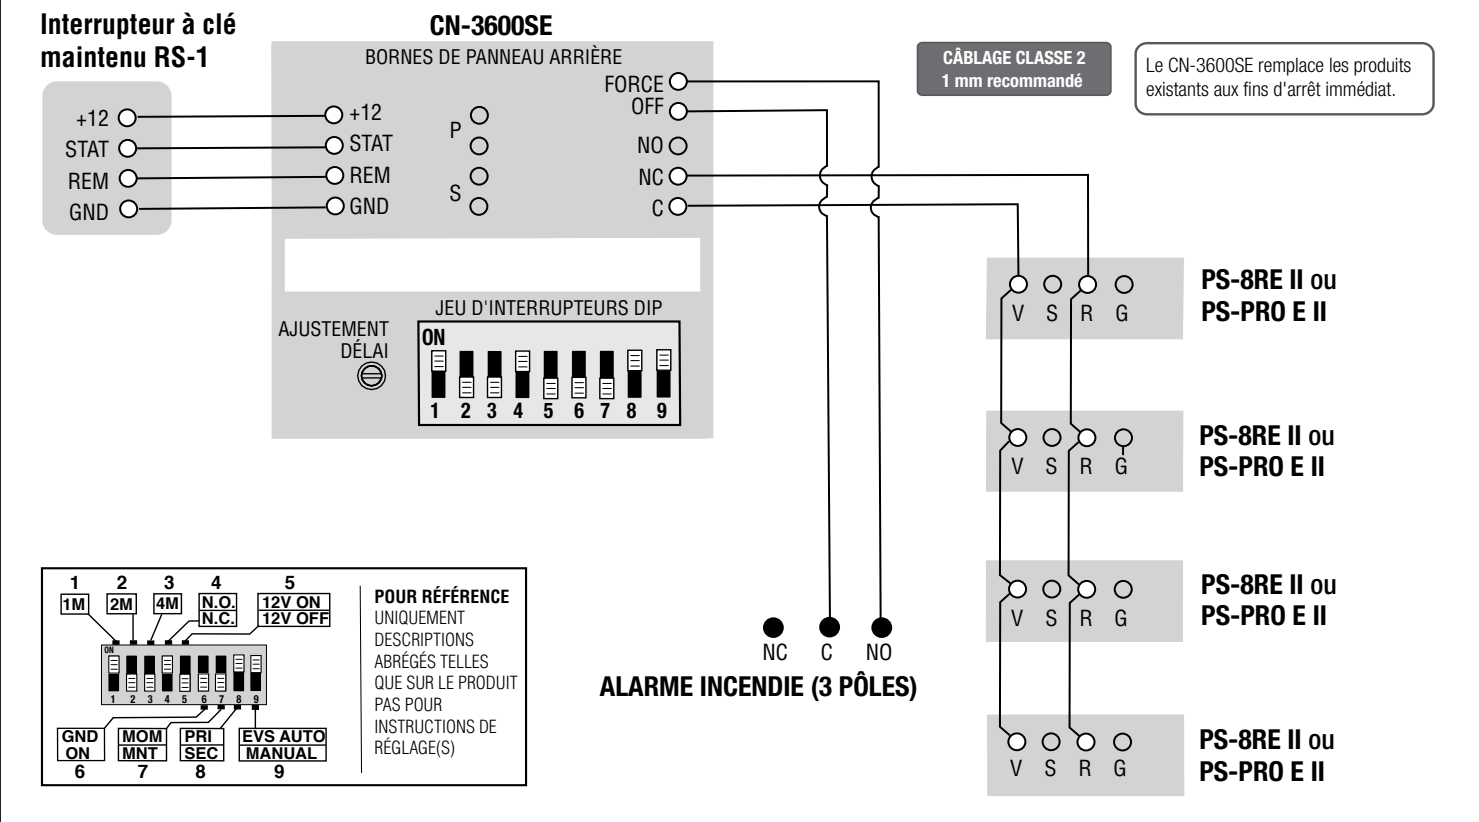 Interrupteur à clé
maintenu RS-1
+12
STAT
REM
GND
CN-3600SE
BORNES DE PANNEAU ARRIÈRE
+12
STAT
REM
GND
P
S
FORCE
OFF
NO
NC
C
JEU D'INTERRUPTEURS DIP
AJUSTEMENT
DÉLAI
ON
1 2 3 4 5 6 7 8 9
CÂBLAGE CLASSE 2
1 mm recommandé
Le CN-3600SE remplace les produits
existants aux fins d'arrêt immédiat.
V S R G
PS-8RE II ou
PS-PRO E II
V S R G
PS-8RE II ou
PS-PRO E II
V S R G
PS-8RE II ou
PS-PRO E II
V S R G
PS-8RE II ou
PS-PRO E II
NC C NO
ALARME INCENDIE (3 PÔLES)
1 2 3 4 5
1M 2M 4M N.O. 12V ON
N.C. 12V OFF
ON
1 2 3 4 5 6 7 8 9
GND MOM PRI EVS AUTO
ON MNT SEC MANUAL
6 7 8 9
POUR RÉFÉRENCE
UNIQUEMENT
DESCRIPTIONS
ABRÉGÉS TELLES
QUE SUR LE PRODUIT
PAS POUR
INSTRUCTIONS DE
RÉGLAGE(S)